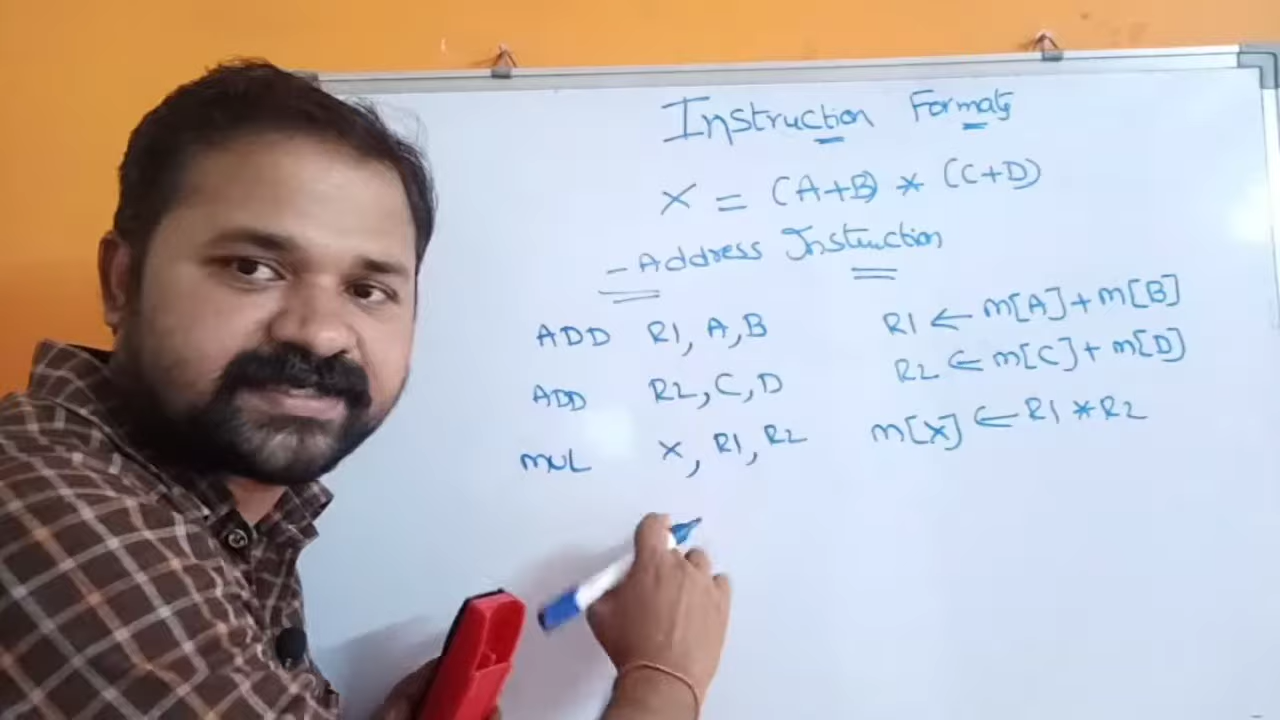 Instruction Formats
X = (A+B) * (C+D)
- Address Instruction
ADD R1, A, B R1 ← M[A] + M[B]
ADD R2, C, D R2 ← M[C] + M[D]
MUL X, R1, R2 M[X] ← R1 * R2